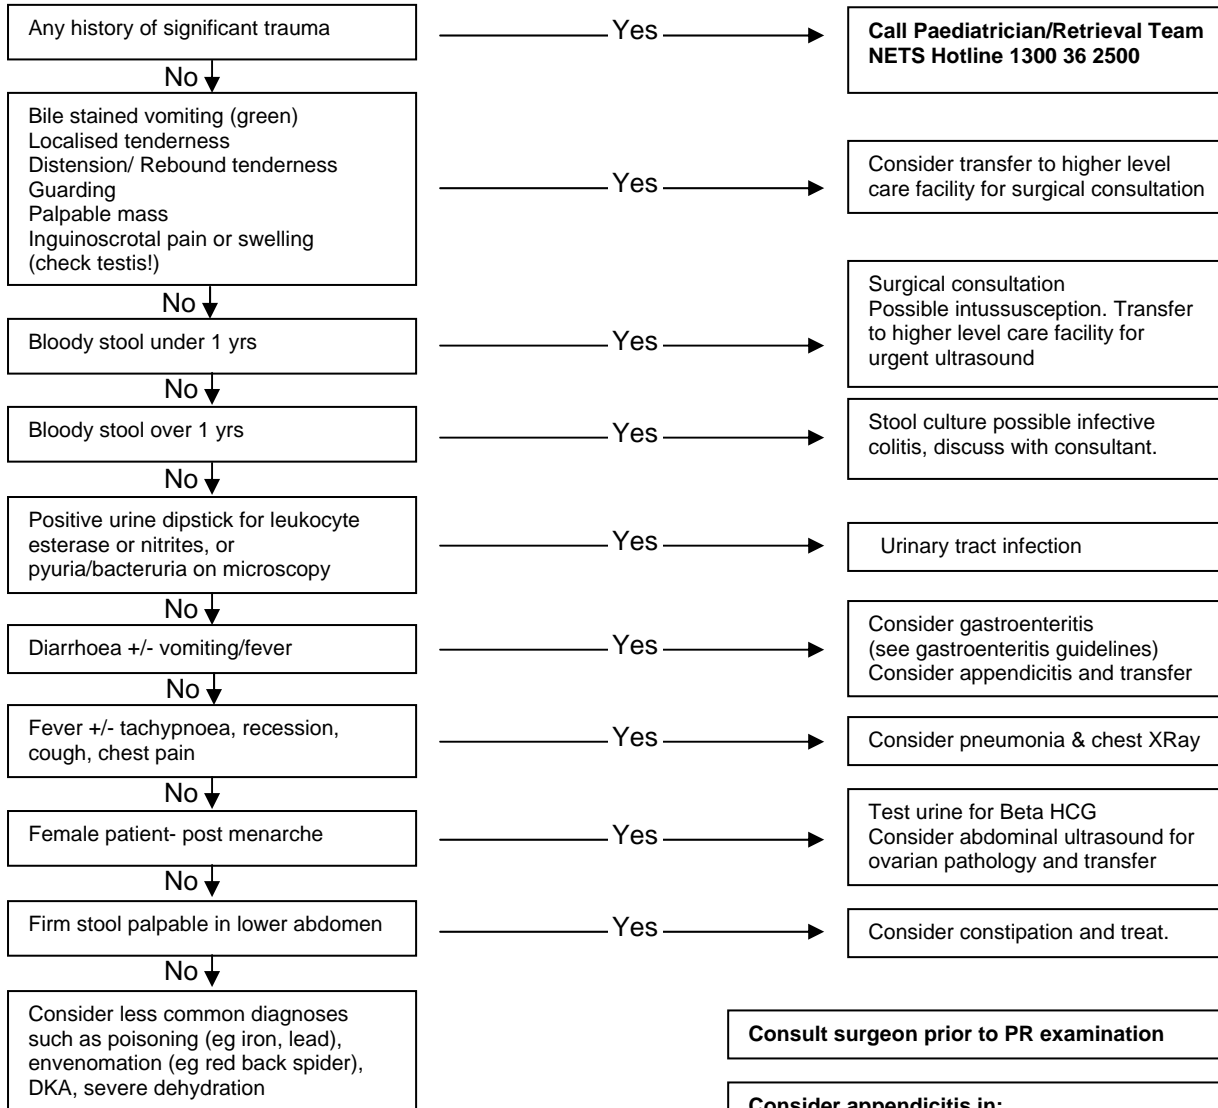 Any history of significant trauma
Yes
Call Paediatrician/Retrieval Team
NETS Hotline 1300 36 2500
No
Bile stained vomiting (green)
Localised tenderness
Distension/ Rebound tenderness
Guarding
Palpable mass
Inguinoscrotal pain or swelling
(check testis!)
Yes
Consider transfer to higher level
care facility for surgical consultation
No
Bloody stool under 1 yrs
Yes
Surgical consultation
Possible intussusception. Transfer
to higher level care facility for
urgent ultrasound
No
Bloody stool over 1 yrs
Yes
Stool culture possible infective
colitis, discuss with consultant.
No
Positive urine dipstick for leukocyte
esterase or nitrites, or
pyuria/bacteruria on microscopy
Yes
Urinary tract infection
No
Diarrhoea +/- vomiting/fever
Yes
Consider gastroenteritis
(see gastroenteritis guidelines)
Consider appendicitis and transfer
No
Fever +/- tachypnoea, recession,
cough, chest pain
Yes
Consider pneumonia & chest XRay
No
Female patient- post menarche
Yes
Test urine for Beta HCG
Consider abdominal ultrasound for
ovarian pathology and transfer
No
Firm stool palpable in lower abdomen
Yes
Consider constipation and treat.
No
Consider less common diagnoses
such as poisoning (eg iron, lead),
envenomation (eg red back spider),
DKA, severe dehydration
Consult surgeon prior to PR examination
Consider appendicitis in: